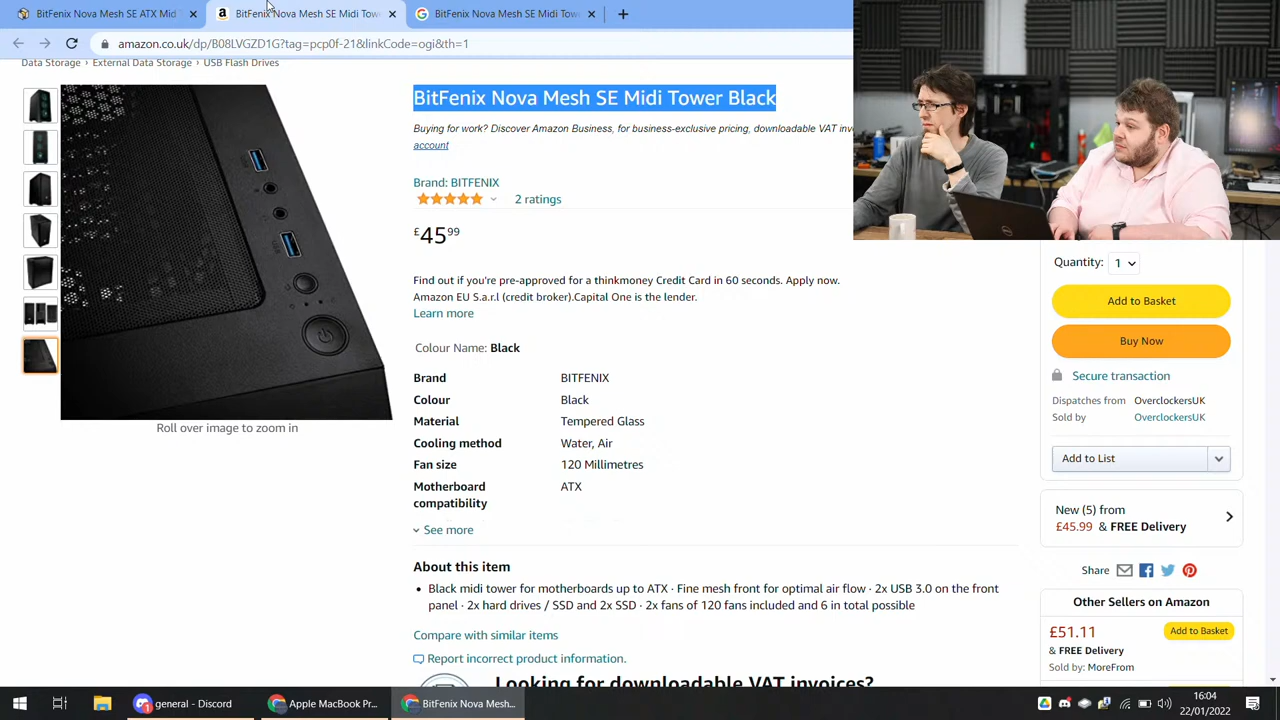 BitFenix Nova Mesh SE ATX Mid
BitFenix Nova Mesh SE Midi Tow
BitFenix Nova Mesh SE Midi Tow
amazon.co.uk/dp/B08LVGZD1G?tag=pcp0f-21&linkCode=ogi&th=1
Data Storage › External Data Storage › USB Flash Drives
BitFenix Nova Mesh SE Midi Tower Black
Buying for work? Discover Amazon Business, for business-exclusive pricing, downloadable VAT invo
account
Brand: BITFENIX
2 ratings
£45 99
Find out if you're pre-approved for a thinkmoney Credit Card in 60 seconds. Apply now.
Amazon EU S.a.r.l (credit broker).Capital One is the lender.
Learn more
Colour Name: Black
Brand BITFENIX
Colour Black
Material Tempered Glass
Cooling method Water, Air
Fan size 120 Millimetres
Motherboard compatibility ATX
See more
About this item
• Black midi tower for motherboards up to ATX · Fine mesh front for optimal air flow · 2x USB 3.0 on the front
panel · 2x hard drives / SSD and 2x SSD · 2x fans of 120 fans included and 6 in total possible
Compare with similar items
Report incorrect product information.
Looking for downloadable VAT invoices?
Roll over image to zoom in
Quantity: 1
Add to Basket
Buy Now
Secure transaction
Dispatches from OverclockersUK
Sold by OverclockersUK
Add to List
New (5) from
£45.99 & FREE Delivery
Share
Other Sellers on Amazon
£51.11 Add to Basket
& FREE Delivery
Sold by: MoreFrom
general - Discord
Apple MacBook Pr...
BitFenix Nova Mesh...
16:04
22/01/2022